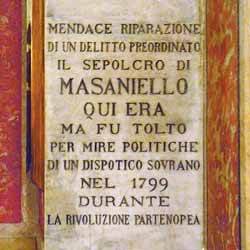 MENDACE RIPARAZIONE
DI UN DELITTO PREORDINATO
IL SEPOLCRO DI
MASANIELLO
QUI ERA
MA FU TOLTO
PER MIRE POLITICHE
DI UN DISPOTICO SOVRANO
NEL 1799
DURANTE
LA RIVOLUZIONE PARTENOPEA